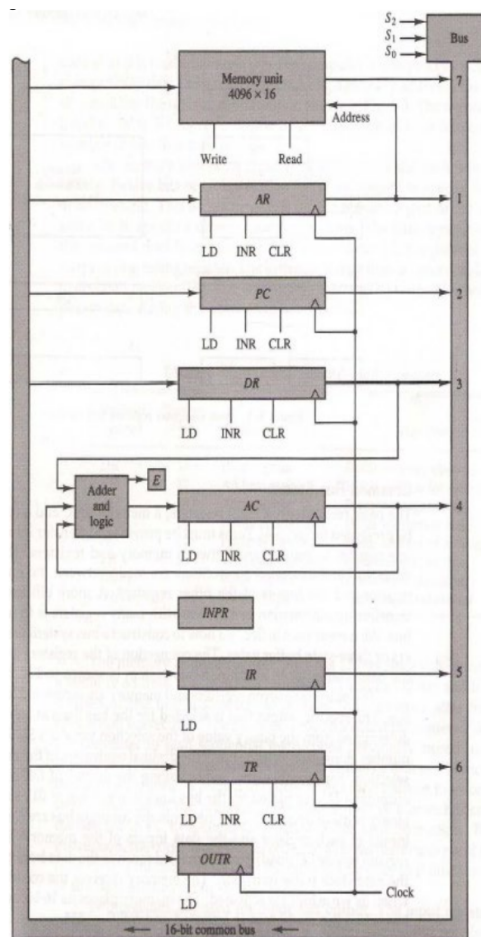 S2
S1
S0
Bus
Memory unit
4096 × 16
7
Address
Write Read
AR
1
LD INR CLR
PC
2
LD INR CLR
DR
3
LD INR CLR
E
Adder
and
logic
AC
4
LD INR CLR
INPR
IR
5
LD
TR
6
LD INR CLR
OUTR
Clock
LD
16-bit common bus